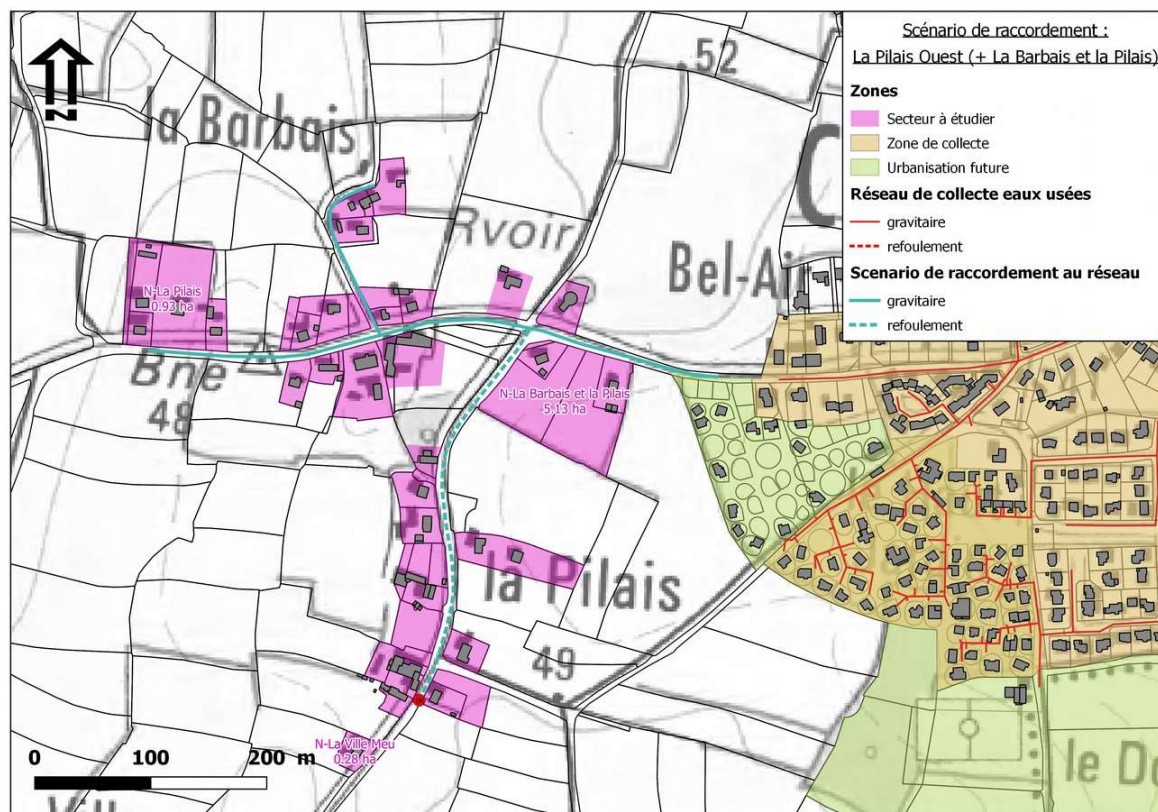 Scénario de raccordement :
La Pilais Ouest (+ La Barbais et la Pilais)
Zones
Secteur à étudier
Zone de collecte
Urbanisation future
Réseau de collecte eaux usées
gravitaire
refoulement
Scenario de raccordement au réseau
gravitaire
refoulement
N
52
la Barbais
Rvoir
Bel-Air
C
N-La Pilais
0.93 ha
Bne
48
N-La Barbais et la Pilais
5.13 ha
la Pilais
49
N-La Ville Meu
0.28 ha
0 100 200 m
Vill
le Do